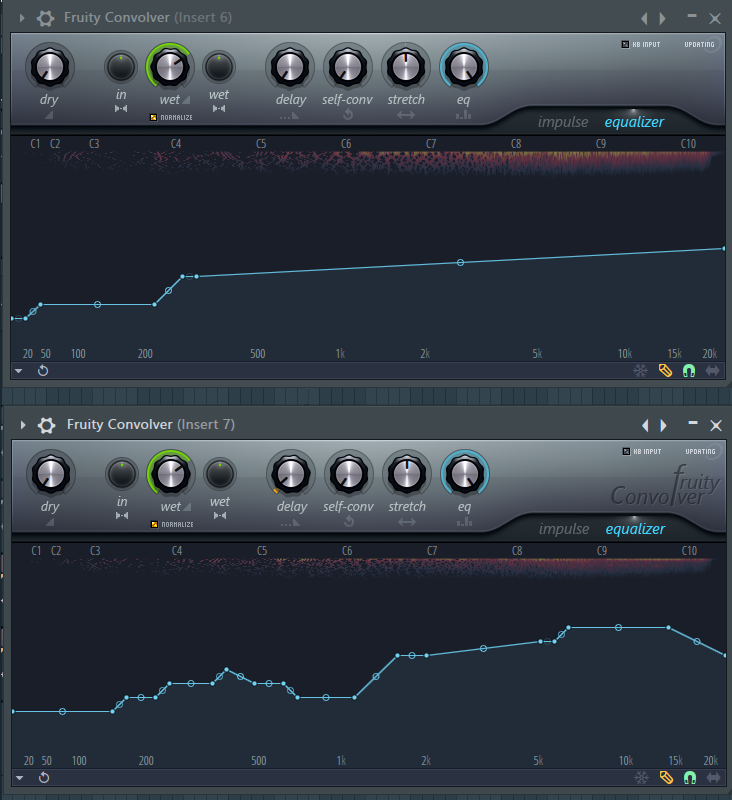 Fruity Convolver (Insert 6)
KB INPUT UPDATING
dry in wet wet delay self-conv stretch eq
NORMALIZE
impulse equalizer
C1 C2 C3 C4 C5 C6 C7 C8 C9 C10
20 50 100 200 500 1k 2k 5k 10k 15k 20k
Fruity Convolver (Insert 7)
KB INPUT UPDATING
fruity
Convolver
dry in wet wet delay self-conv stretch eq
NORMALIZE
impulse equalizer
C1 C2 C3 C4 C5 C6 C7 C8 C9 C10
20 50 100 200 500 1k 2k 5k 10k 15k 20k